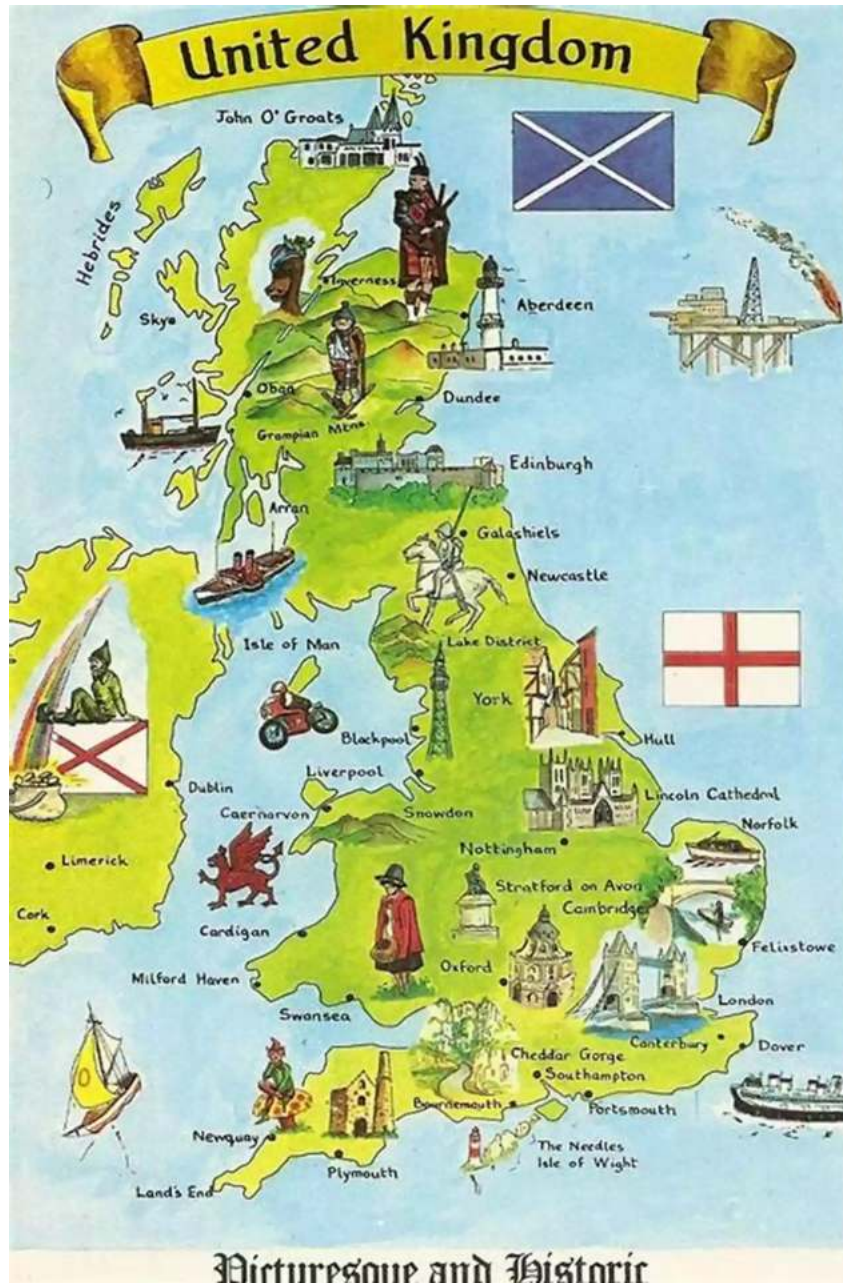 United Kingdom
John O' Groats
Hebrides
Inverness
Skye
Aberdeen
Oban
Dundee
Grampian Mtns.
Edinburgh
Arran
Galashiels
Newcastle
Isle of Man
Lake District
York
Blackpool
Hull
Liverpool
Dublin
Lincoln Cathedral
Caernarvon
Snowdon
Norfolk
Nottingham
Limerick
Stratford on Avon
Cambridge
Cork
Cardigan
Felixstowe
Oxford
Milford Haven
London
Swansea
Canterbury
Dover
Cheddar Gorge
Southampton
Bournemouth
Portsmouth
Newquay
The Needles
Isle of Wight
Plymouth
Land's End
Picturesque and Historic